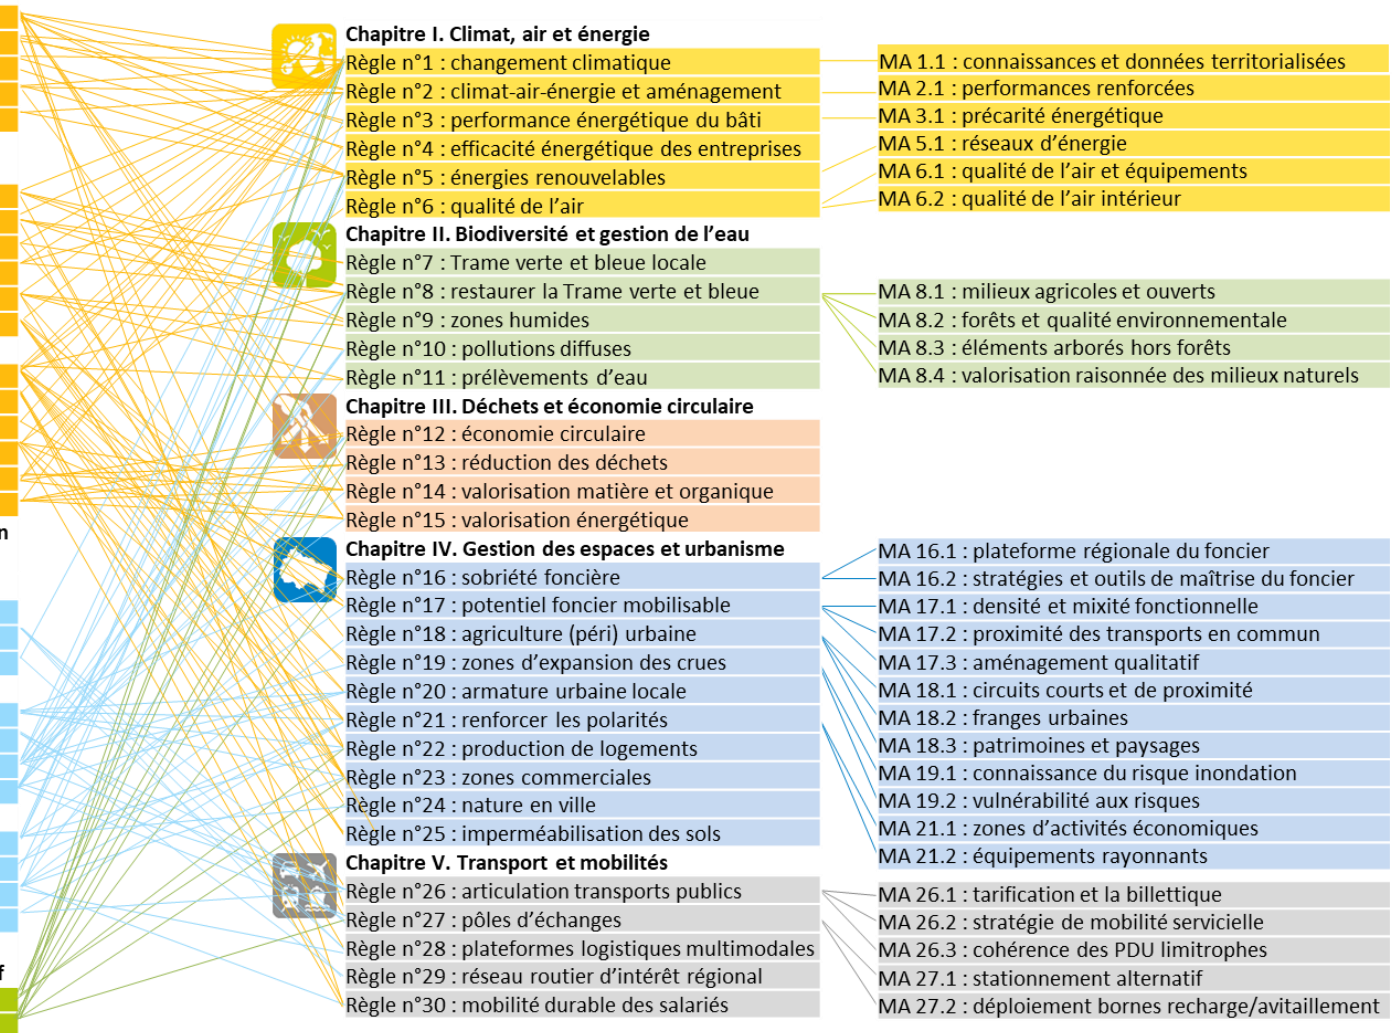 Chapitre I. Climat, air et énergie
Règle n°1 : changement climatique
Règle n°2 : climat-air-énergie et aménagement
Règle n°3 : performance énergétique du bâti
Règle n°4 : efficacité énergétique des entreprises
Règle n°5 : énergies renouvelables
Règle n°6 : qualité de l'air
MA 1.1 : connaissances et données territorialisées
MA 2.1 : performances renforcées
MA 3.1 : précarité énergétique
MA 5.1 : réseaux d'énergie
MA 6.1 : qualité de l'air et équipements
MA 6.2 : qualité de l'air intérieur
Chapitre II. Biodiversité et gestion de l'eau
Règle n°7 : Trame verte et bleue locale
Règle n°8 : restaurer la Trame verte et bleue
Règle n°9 : zones humides
Règle n°10 : pollutions diffuses
Règle n°11 : prélèvements d'eau
MA 8.1 : milieux agricoles et ouverts
MA 8.2 : forêts et qualité environnementale
MA 8.3 : éléments arborés hors forêts
MA 8.4 : valorisation raisonnée des milieux naturels
Chapitre III. Déchets et économie circulaire
Règle n°12 : économie circulaire
Règle n°13 : réduction des déchets
Règle n°14 : valorisation matière et organique
Règle n°15 : valorisation énergétique
n
Chapitre IV. Gestion des espaces et urbanisme
Règle n°16 : sobriété foncière
Règle n°17 : potentiel foncier mobilisable
Règle n°18 : agriculture (péri) urbaine
Règle n°19 : zones d'expansion des crues
Règle n°20 : armature urbaine locale
Règle n°21 : renforcer les polarités
Règle n°22 : production de logements
Règle n°23 : zones commerciales
Règle n°24 : nature en ville
Règle n°25 : imperméabilisation des sols
MA 16.1 : plateforme régionale du foncier
MA 16.2 : stratégies et outils de maîtrise du foncier
MA 17.1 : densité et mixité fonctionnelle
MA 17.2 : proximité des transports en commun
MA 17.3 : aménagement qualitatif
MA 18.1 : circuits courts et de proximité
MA 18.2 : franges urbaines
MA 18.3 : patrimoines et paysages
MA 19.1 : connaissance du risque inondation
MA 19.2 : vulnérabilité aux risques
MA 21.1 : zones d'activités économiques
MA 21.2 : équipements rayonnants
Chapitre V. Transport et mobilités
Règle n°26 : articulation transports publics
Règle n°27 : pôles d'échanges
Règle n°28 : plateformes logistiques multimodales
Règle n°29 : réseau routier d'intérêt régional
Règle n°30 : mobilité durable des salariés
MA 26.1 : tarification et la billettique
MA 26.2 : stratégie de mobilité servicielle
MA 26.3 : cohérence des PDU limitrophes
MA 27.1 : stationnement alternatif
MA 27.2 : déploiement bornes recharge/avitaillement
f